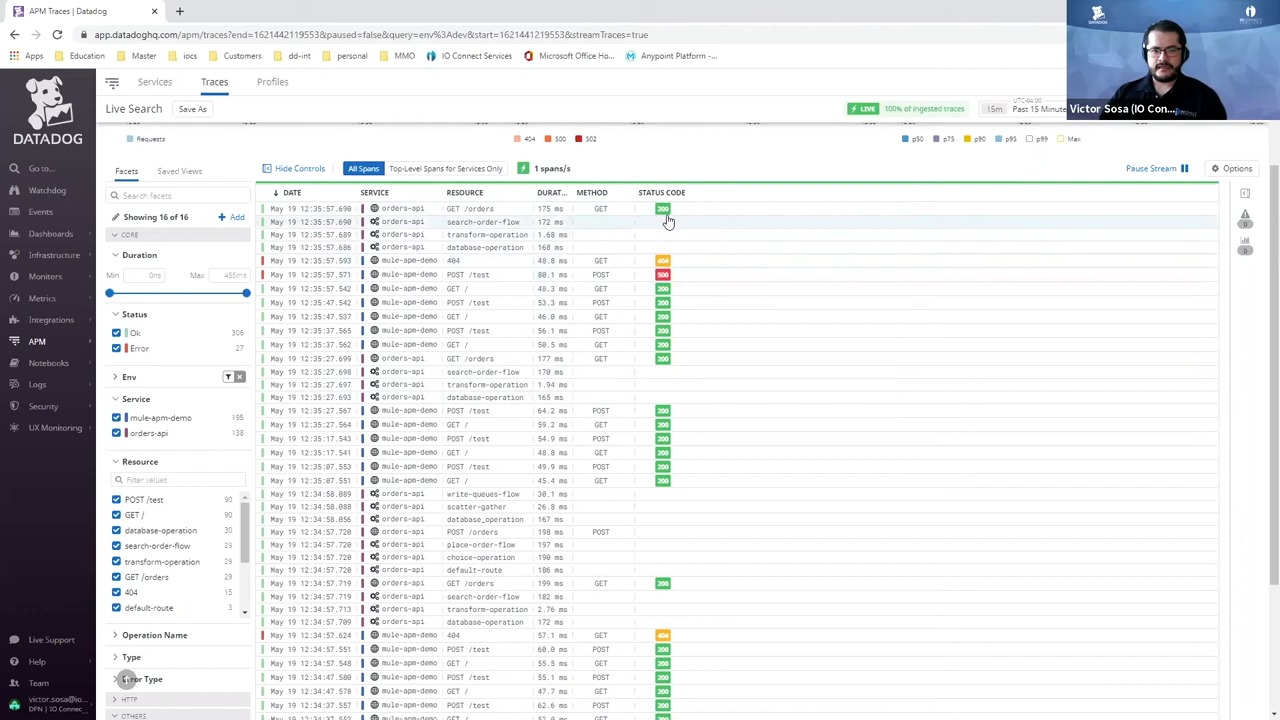 APM Traces | Datadog
app.datadoghq.com/apm/traces?end=1621442119553&paused=false&query=env%3Adev&start=1621441219553&streamTraces=true
Apps Education Master iocs Customers dd-int personal MMO IO Connect Services Microsoft Office Ho... Anypoint Platform -...
Victor Sosa (IO Con...
DATADOG
Go to...
Watchdog
Events
Dashboards
Infrastructure
Monitors
Metrics
Integrations
APM
Notebooks
Logs
Security
UX Monitoring
Live Support
Help
Team
victor.sosa@io...
DPN | IO Connec...
Services Traces Profiles
Live Search Save As LIVE 100% of ingested traces 15m UTC-04:00 Past 15 Minute
Requests 404 500 502 p50 p75 p90 p95 p99 Max
Hide Controls All Spans Top-Level Spans for Services Only 1 spans/s Pause Stream Options
Facets Saved Views
Search facets
Showing 16 of 16 Add
CORE
Duration
Min 0ns Max 455ms
Status
Ok 306
Error 27
Env
Service
mule-apm-demo 195
orders-api 138
Resource
Filter values
POST /test 90
GET / 90
database-operation 30
search-order-flow 29
transform-operation 29
GET /orders 29
404 15
default-route 3
Operation Name
Type
Error Type
HTTP
OTHERS
DATE SERVICE RESOURCE DURAT... METHOD STATUS CODE
May 19 12:35:57.690 orders-api GET /orders 175 ms GET 200
May 19 12:35:57.690 orders-api search-order-flow 172 ms
May 19 12:35:57.689 orders-api transform-operation 1.68 ms
May 19 12:35:57.686 orders-api database-operation 168 ms
May 19 12:35:57.593 mule-apm-demo 404 48.8 ms GET 404
May 19 12:35:57.571 mule-apm-demo POST /test 80.1 ms POST 500
May 19 12:35:57.542 mule-apm-demo GET / 48.3 ms GET 200
May 19 12:35:47.542 mule-apm-demo POST /test 53.3 ms POST 200
May 19 12:35:47.537 mule-apm-demo GET / 46.0 ms GET 200
May 19 12:35:37.565 mule-apm-demo POST /test 56.1 ms POST 200
May 19 12:35:37.562 mule-apm-demo GET / 50.5 ms GET 200
May 19 12:35:27.699 orders-api GET /orders 177 ms GET 200
May 19 12:35:27.698 orders-api search-order-flow 170 ms
May 19 12:35:27.697 orders-api transform-operation 1.94 ms
May 19 12:35:27.693 orders-api database-operation 165 ms
May 19 12:35:27.567 mule-apm-demo POST /test 64.2 ms POST 200
May 19 12:35:27.564 mule-apm-demo GET / 59.2 ms GET 200
May 19 12:35:17.543 mule-apm-demo POST /test 54.9 ms POST 200
May 19 12:35:17.541 mule-apm-demo GET / 48.8 ms GET 200
May 19 12:35:07.553 mule-apm-demo POST /test 49.9 ms POST 200
May 19 12:35:07.551 mule-apm-demo GET / 45.4 ms GET 200
May 19 12:34:58.089 orders-api write-queues-flow 30.1 ms
May 19 12:34:58.088 orders-api scatter-gather 26.8 ms
May 19 12:34:58.056 orders-api database_operation 167 ms
May 19 12:34:57.720 orders-api POST /orders 198 ms POST
May 19 12:34:57.720 orders-api place-order-flow 197 ms
May 19 12:34:57.720 orders-api choice-operation 190 ms
May 19 12:34:57.720 orders-api default-route 186 ms
May 19 12:34:57.719 orders-api GET /orders 199 ms GET 200
May 19 12:34:57.719 orders-api search-order-flow 182 ms
May 19 12:34:57.713 orders-api transform-operation 2.76 ms
May 19 12:34:57.709 orders-api database-operation 172 ms
May 19 12:34:57.624 mule-apm-demo 404 57.1 ms GET 404
May 19 12:34:57.551 mule-apm-demo POST /test 60.0 ms POST 200
May 19 12:34:57.548 mule-apm-demo GET / 55.5 ms GET 200
May 19 12:34:47.580 mule-apm-demo POST /test 55.1 ms POST 200
May 19 12:34:47.578 mule-apm-demo GET / 47.7 ms GET 200
May 19 12:34:37.568 mule-apm-demo POST /test 62.6 ms POST 200